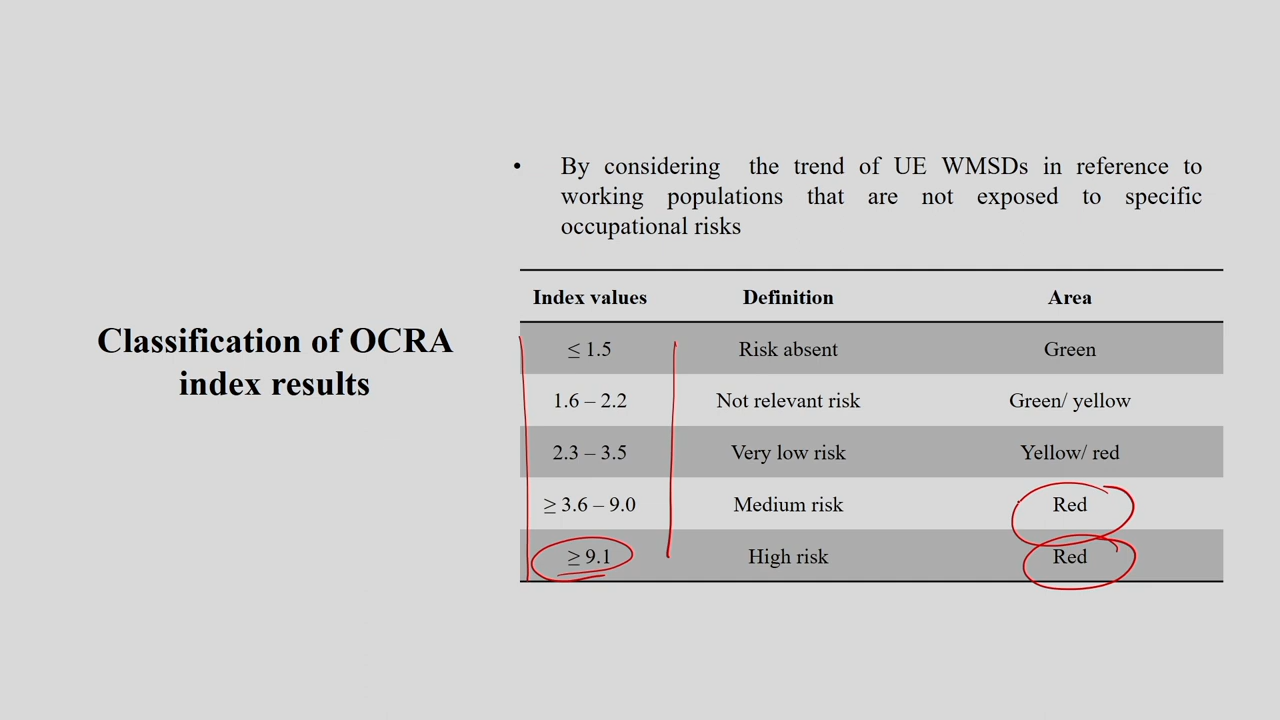 Classification of OCRA
index results
• By considering the trend of UE WMSDs in reference to
working populations that are not exposed to specific
occupational risks
Index values Definition Area
≤ 1.5 Risk absent Green
1.6 – 2.2 Not relevant risk Green/ yellow
2.3 – 3.5 Very low risk Yellow/ red
≥ 3.6 – 9.0 Medium risk Red
≥ 9.1 High risk Red